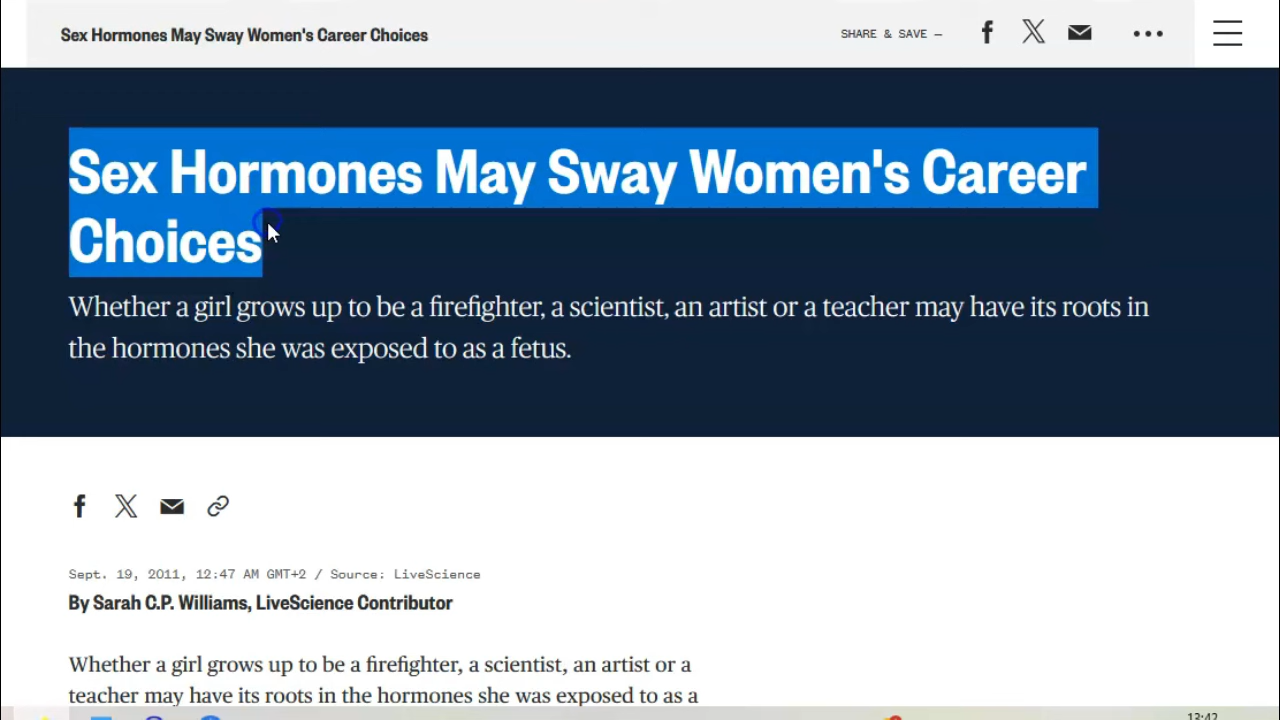 Sex Hormones May Sway Women's Career Choices
SHARE & SAVE —
Sex Hormones May Sway Women's Career
Choices
Whether a girl grows up to be a firefighter, a scientist, an artist or a teacher may have its roots in
the hormones she was exposed to as a fetus.
Sept. 19, 2011, 12:47 AM GMT+2 / Source: LiveScience
By Sarah C.P. Williams, LiveScience Contributor
Whether a girl grows up to be a firefighter, a scientist, an artist or a
teacher may have its roots in the hormones she was exposed to as a
13:42